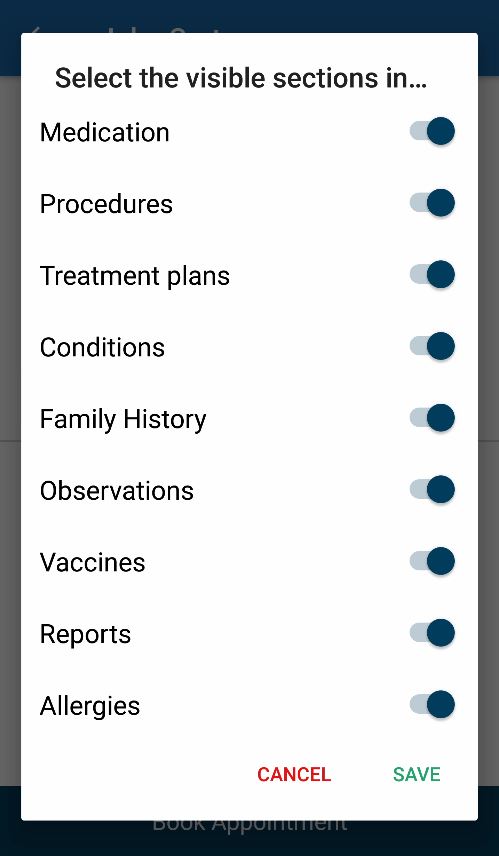 Select the visible sections in...
Medication
Procedures
Treatment plans
Conditions
Family History
Observations
Vaccines
Reports
Allergies
CANCEL SAVE
Book Appointment